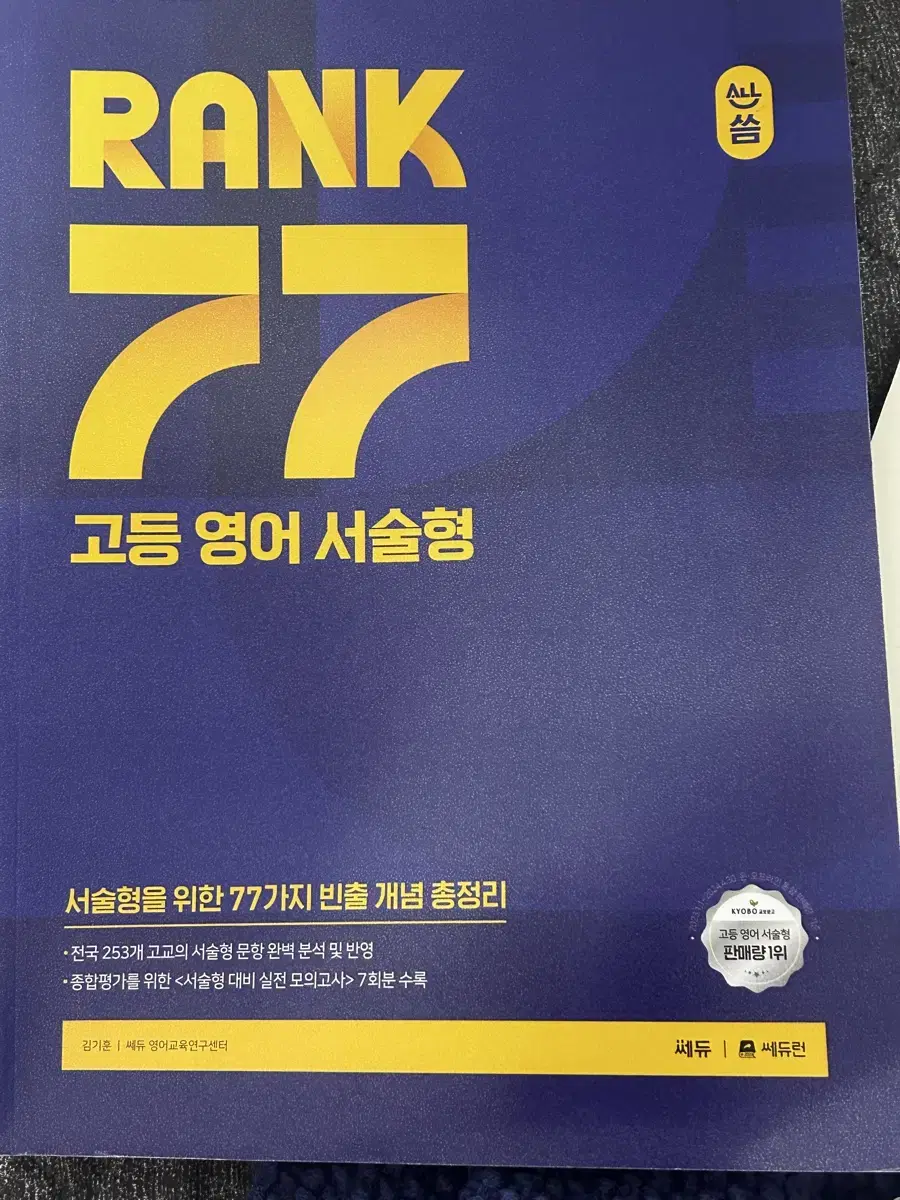 RANK
77
ALL
씀
고등 영어 서술형
서술형을 위한 77가지 빈출 개념 총정리
• 전국 253개 고교의 서술형 문항 완벽 분석 및 반영
• 종합평가를 위한 <서술형 대비 실전 모의고사> 7회분 수록
KYOBO 교보문고
고등 영어 서술형
판매량 1위
김기훈 | 쎄듀 영어교육연구센터
쎄듀 | 쎄듀런